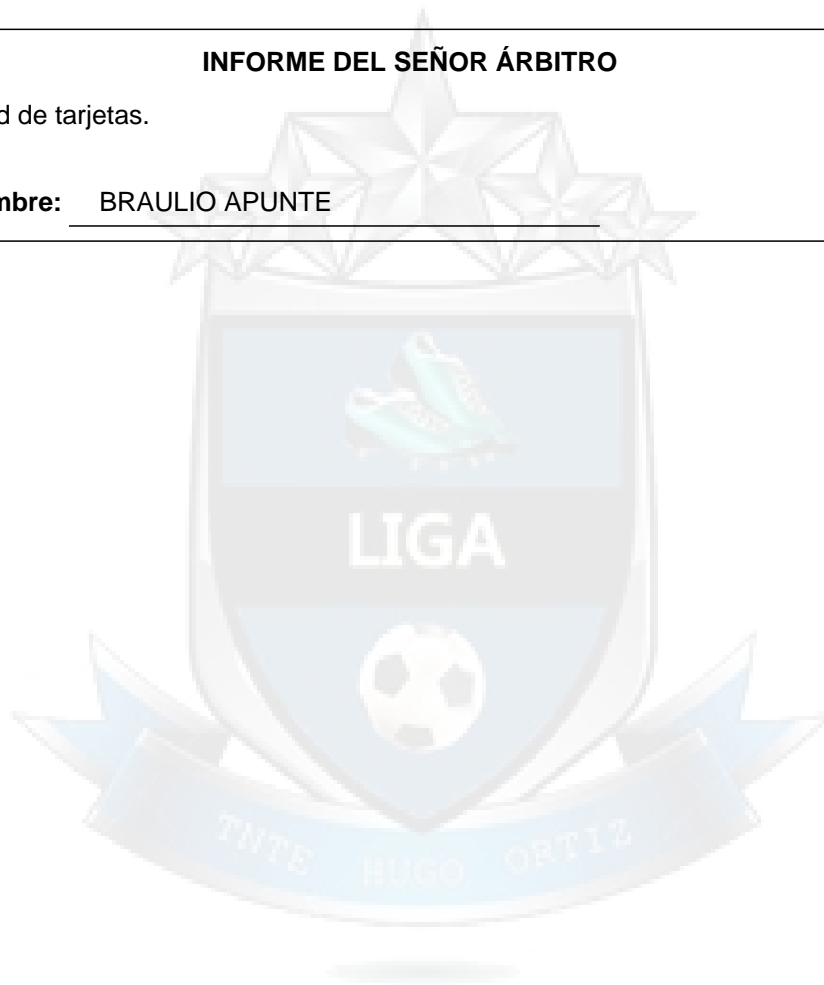 INFORME DEL SEÑOR ÁRBITRO
d de tarjetas.
mbre: BRAULIO APUNTE
LIGA
TNTE HUGO ORTIZ